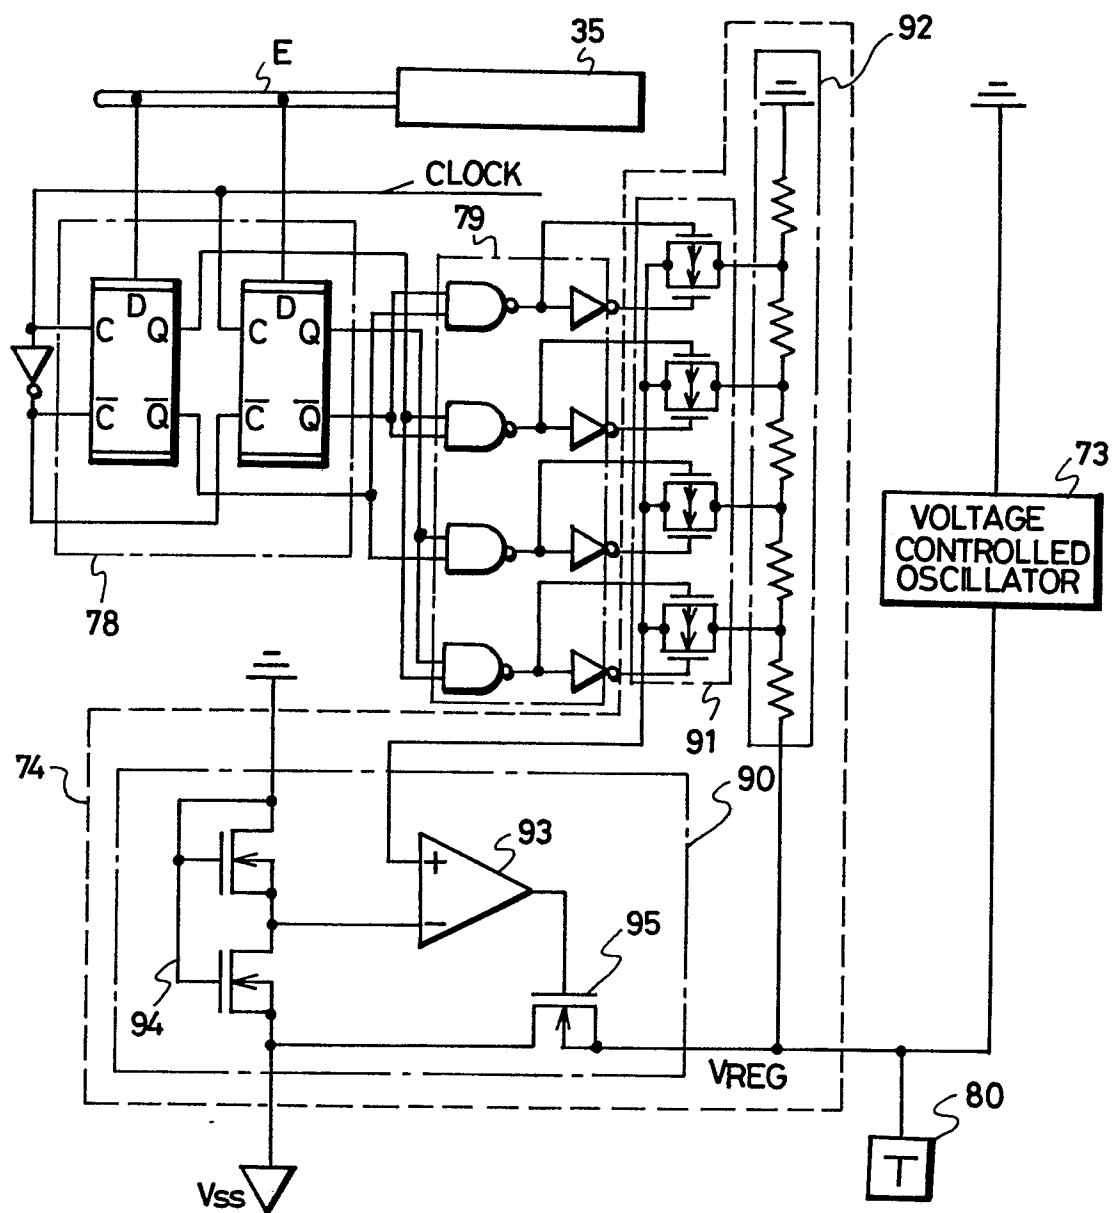 92
35
E
CLOCK
79
D
D
C Q
C Q
C̅ Q̅
C̅ Q̅
73
VOLTAGE
CONTROLLED
OSCILLATOR
78
91
74
90
+
93
−
95
94
VREG
80
T
VSS